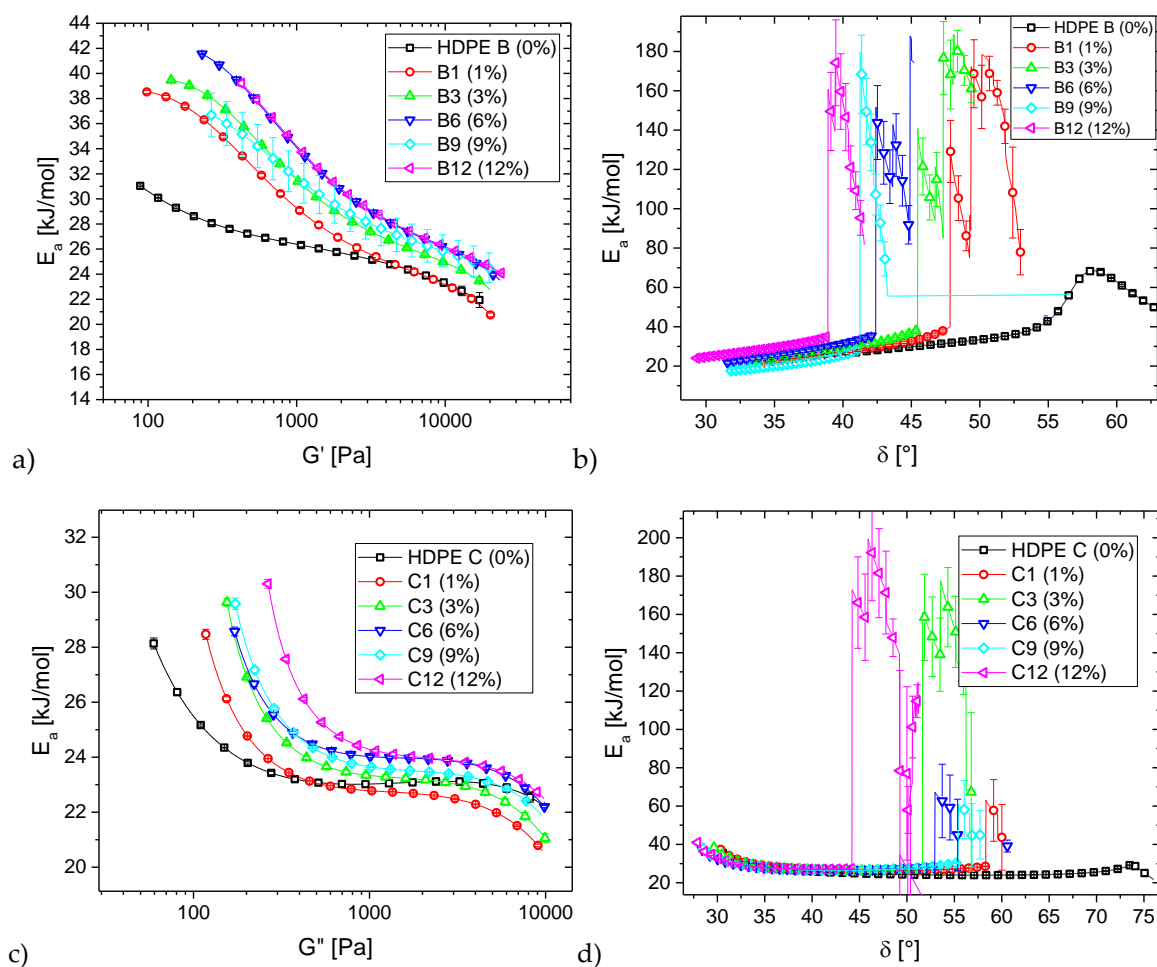 44
42
40
38
36
34
32
30
28
26
24
22
20
18
16
14
E_a [kJ/mol]
HDPE B (0%)
B1 (1%)
B3 (3%)
B6 (6%)
B9 (9%)
B12 (12%)
100 1000 10000
G' [Pa]
a)
180
160
140
120
100
80
60
40
20
E_a [kJ/mol]
HDPE B (0%)
B1 (1%)
B3 (3%)
B6 (6%)
B9 (9%)
B12 (12%)
30 35 40 45 50 55 60
δ [°]
b)
32
30
28
26
24
22
20
E_a [kJ/mol]
HDPE C (0%)
C1 (1%)
C3 (3%)
C6 (6%)
C9 (9%)
C12 (12%)
100 1000 10000
G" [Pa]
c)
200
180
160
140
120
100
80
60
40
20
E_a [kJ/mol]
HDPE C (0%)
C1 (1%)
C3 (3%)
C6 (6%)
C9 (9%)
C12 (12%)
30 35 40 45 50 55 60 65 70 75
δ [°]
d)